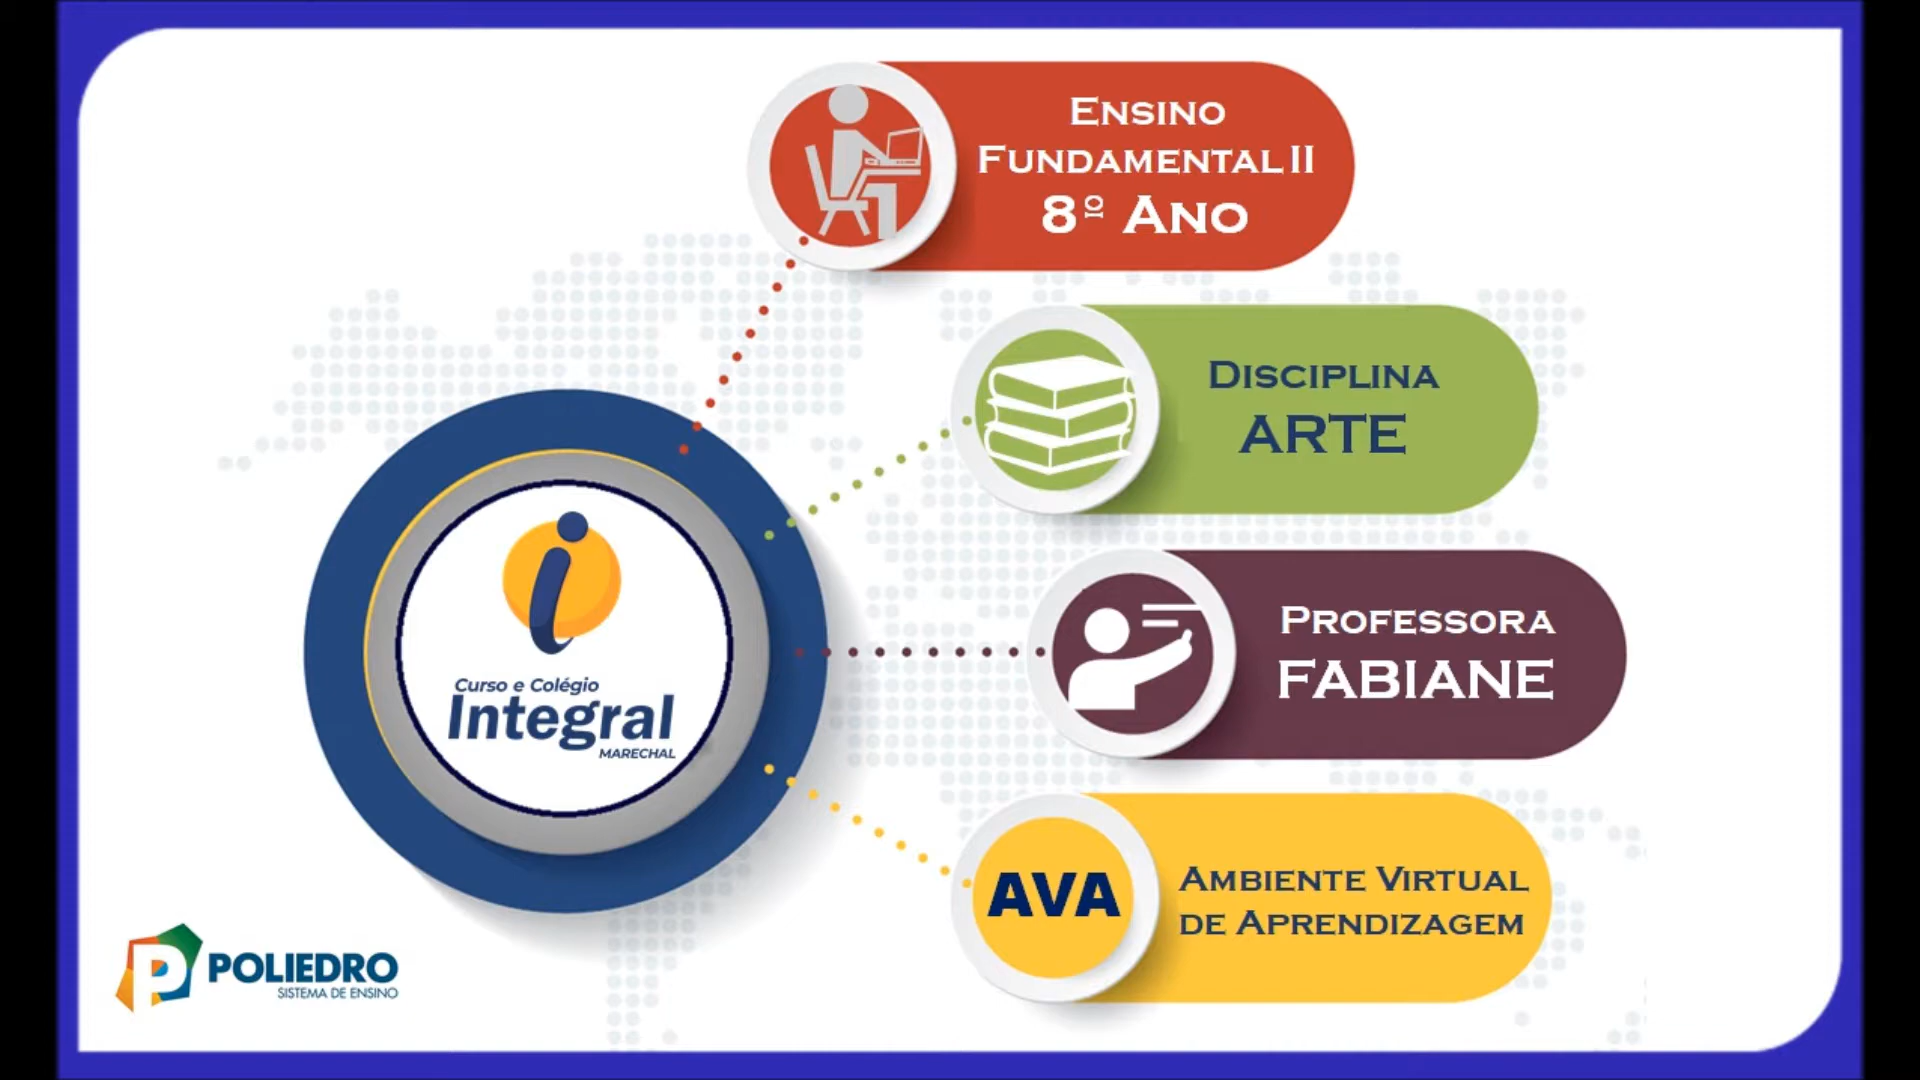 Ensino
Fundamental II
8º Ano
Disciplina
ARTE
Professora
FABIANE
Curso e Colégio
Integral
MARECHAL
AVA
Ambiente Virtual
de Aprendizagem
P
POLIEDRO
SISTEMA DE ENSINO